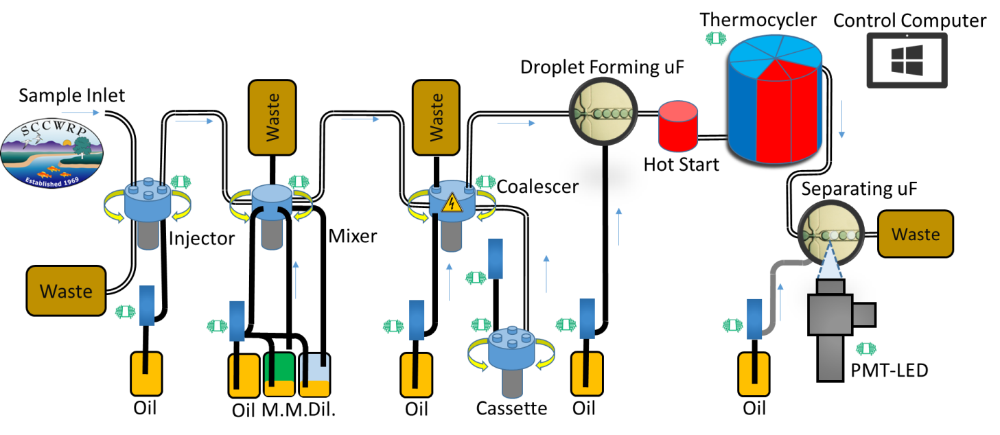 Thermocycler
Control Computer
Droplet Forming uF
Sample Inlet
SCCWRP
Established 1969
Waste
Waste
Hot Start
Coalescer
Separating uF
Injector
Mixer
Waste
Waste
PMT-LED
Oil
Oil M.M.Dil.
Oil
Cassette
Oil
Oil